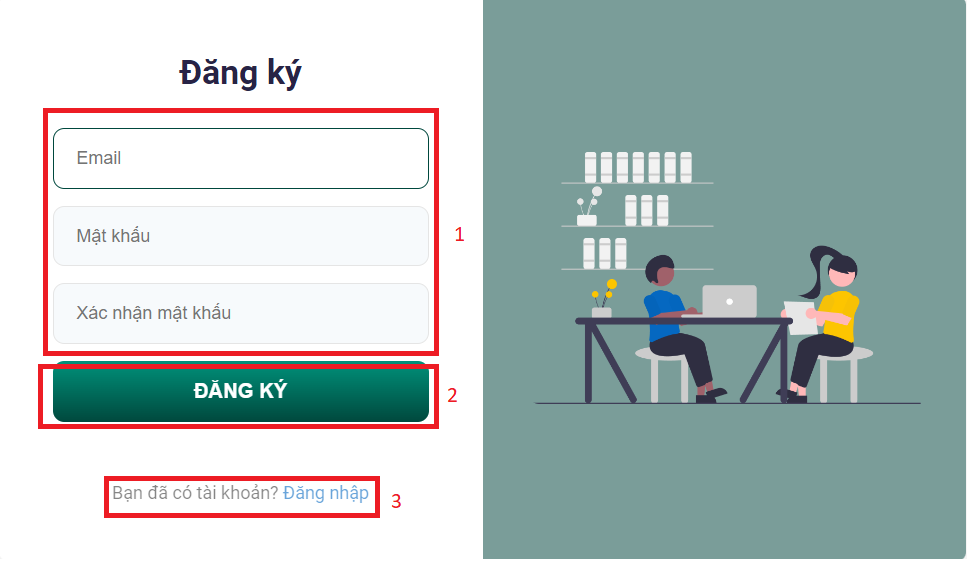 Đăng ký
Email
Mật khẩu
1
Xác nhận mật khẩu
ĐĂNG KÝ
2
Bạn đã có tài khoản? Đăng nhập
3